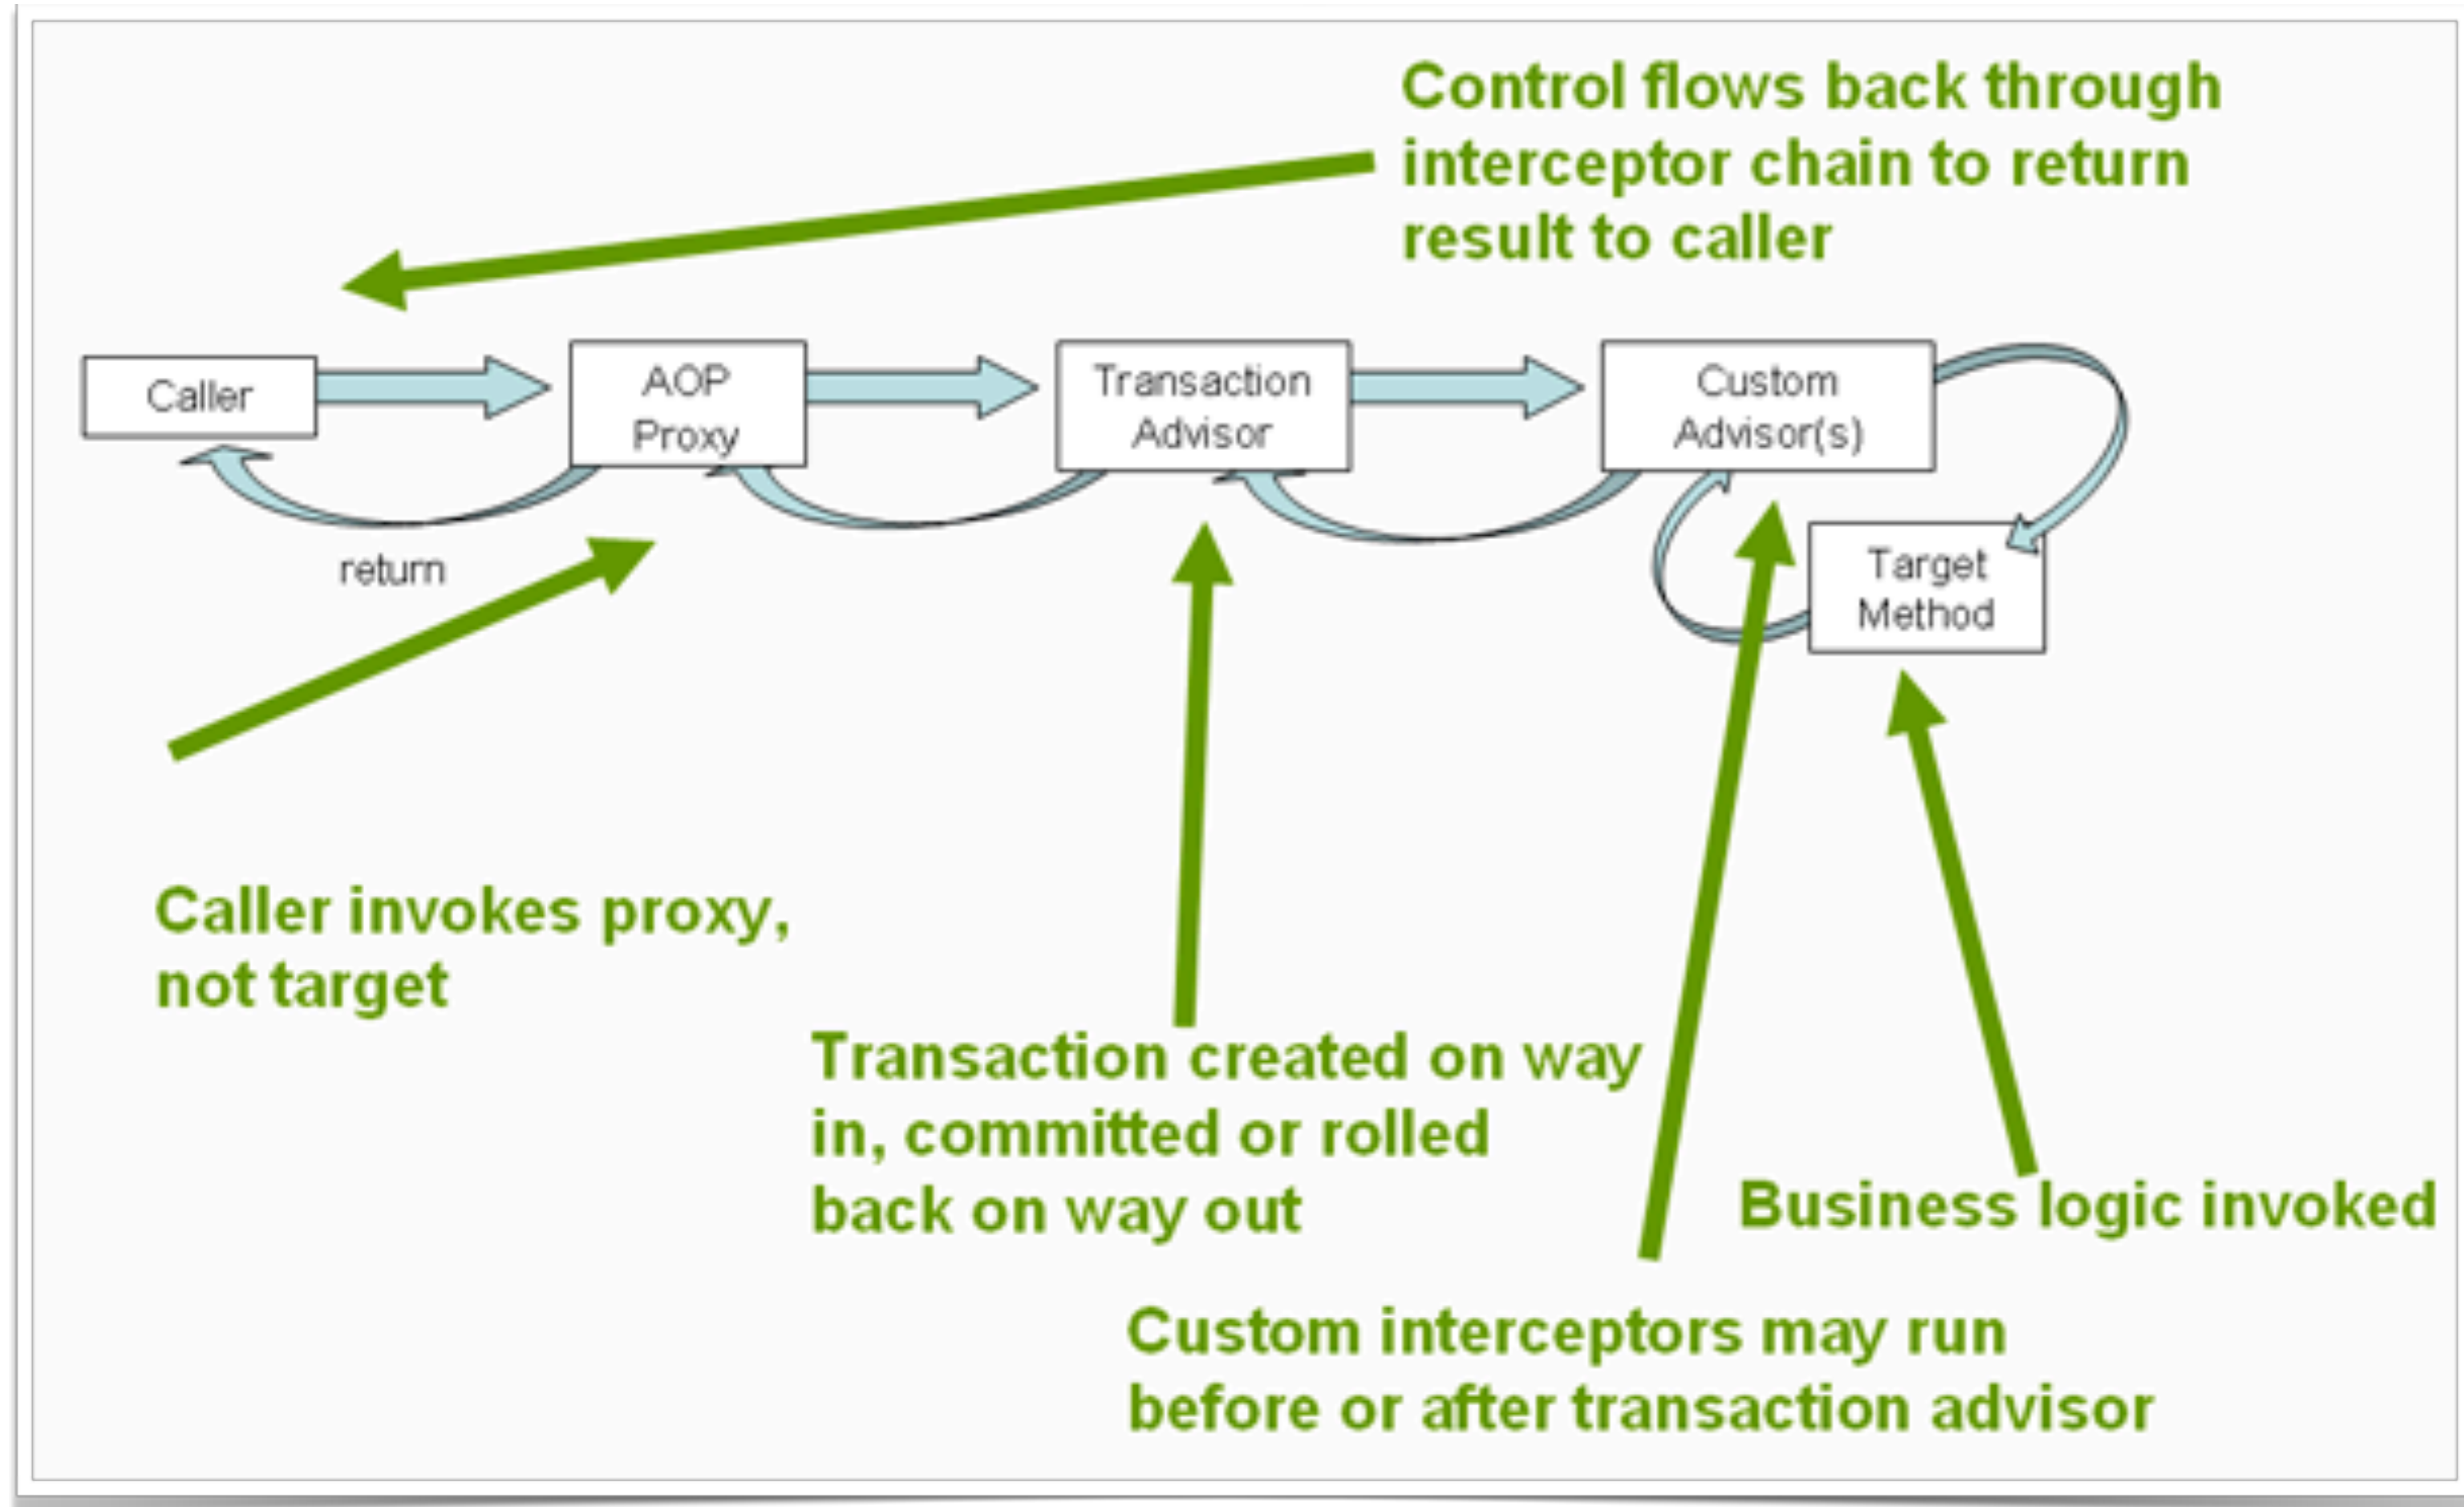 Control flows back through
interceptor chain to return
result to caller
Caller
AOP
Proxy
Transaction
Advisor
Custom
Advisor(s)
Target
Method
return
Caller invokes proxy,
not target
Transaction created on way
in, committed or rolled
back on way out
Business logic invoked
Custom interceptors may run
before or after transaction advisor